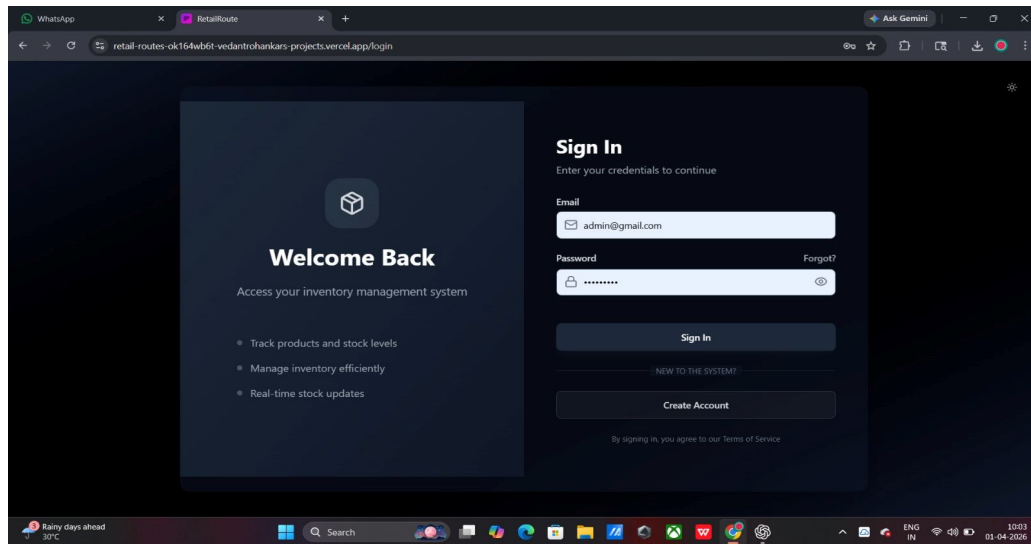 WhatsApp
RetailRoute
Ask Gemini
retail-routes-ok164wb6t-vedantrohankars-projects.vercel.app/login
Welcome Back
Access your inventory management system
Track products and stock levels
Manage inventory efficiently
Real-time stock updates
Sign In
Enter your credentials to continue
Email
admin@gmail.com
Password Forgot?
•••••••••
Sign In
NEW TO THE SYSTEM?
Create Account
By signing in, you agree to our Terms of Service
3
Rainy days ahead
30°C
Search
W
ENG
IN
10:03
01-04-2026